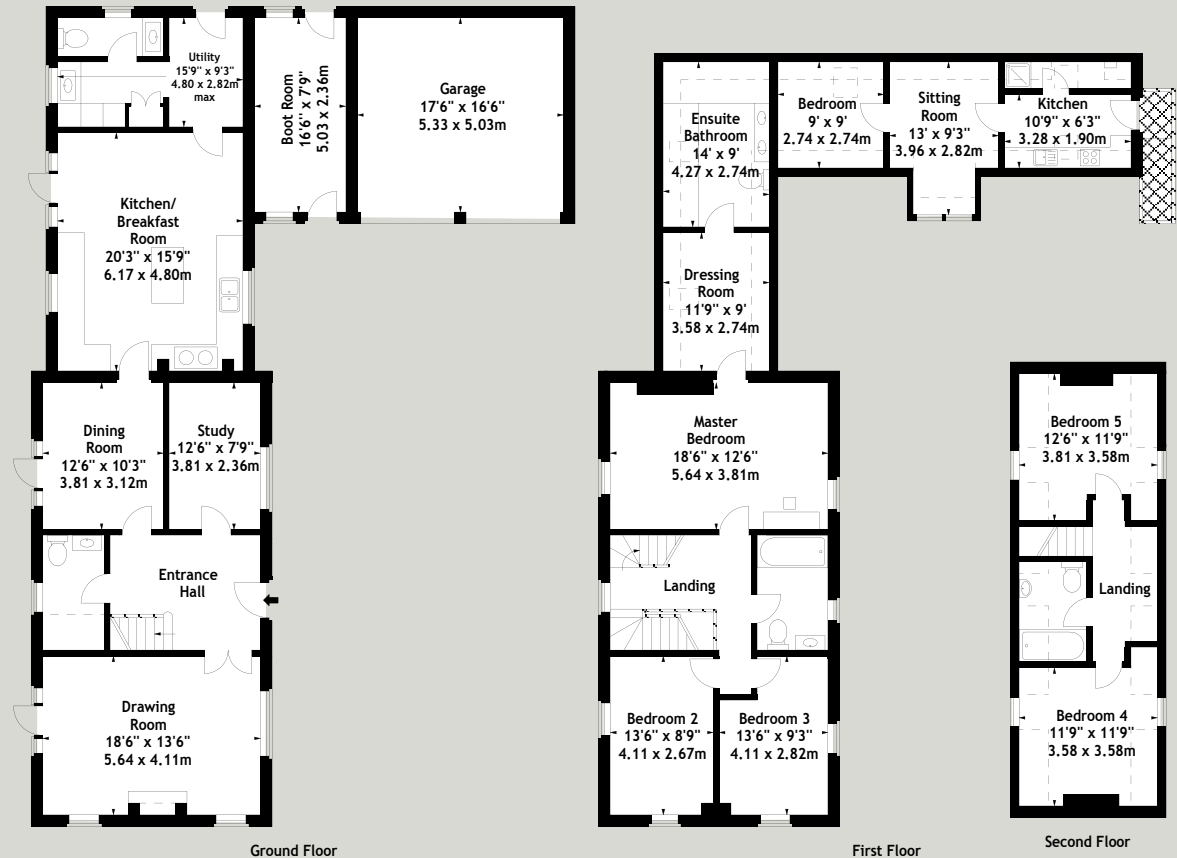 Utility
15'9" x 9'3"
4.80 x 2.82m
max
Boot Room
16'6" x 7'9"
5.03 x 2.36m
Garage
17'6" x 16'6"
5.33 x 5.03m
Kitchen/
Breakfast
Room
20'3" x 15'9"
6.17 x 4.80m
Dining
Room
12'6" x 10'3"
3.81 x 3.12m
Study
12'6" x 7'9"
3.81 x 2.36m
Entrance
Hall
Drawing
Room
18'6" x 13'6"
5.64 x 4.11m
Ground Floor
Ensuite
Bathroom
14' x 9'
4.27 x 2.74m
Bedroom
9' x 9'
2.74 x 2.74m
Sitting
Room
13' x 9'3"
3.96 x 2.82m
Kitchen
10'9" x 6'3"
3.28 x 1.90m
Dressing
Room
11'9" x 9'
3.58 x 2.74m
Master
Bedroom
18'6" x 12'6"
5.64 x 3.81m
Landing
Bedroom 2
13'6" x 8'9"
4.11 x 2.67m
Bedroom 3
13'6" x 9'3"
4.11 x 2.82m
First Floor
Bedroom 5
12'6" x 11'9"
3.81 x 3.58m
Landing
Bedroom 4
11'9" x 11'9"
3.58 x 3.58m
Second Floor